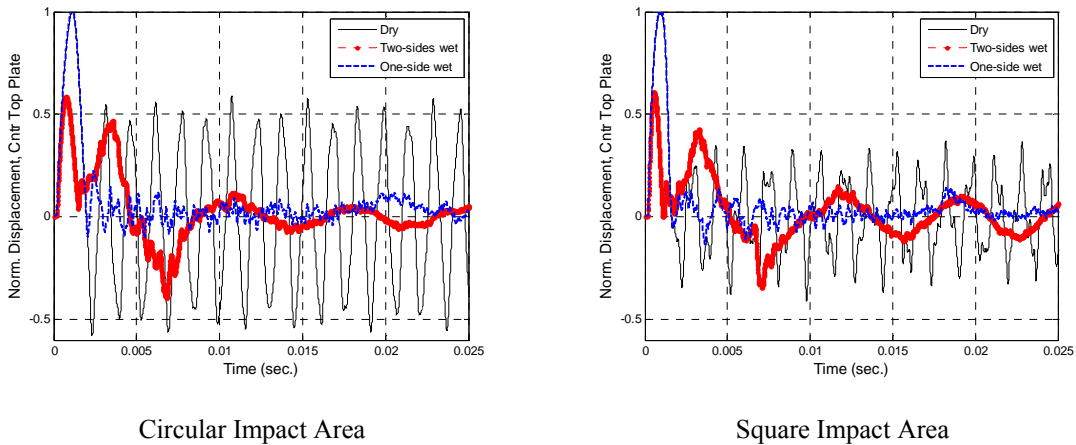 Norm. Displacement, Cntr Top Plate
1
0.5
0
-0.5
Dry
Two-sides wet
One-side wet
0 0.005 0.01 0.015 0.02 0.025
Time (sec.)
Circular Impact Area
Norm. Displacement, Cntr Top Plate
1
0.5
0
-0.5
Dry
Two-sides wet
One-side wet
0 0.005 0.01 0.015 0.02 0.025
Time (sec.)
Square Impact Area